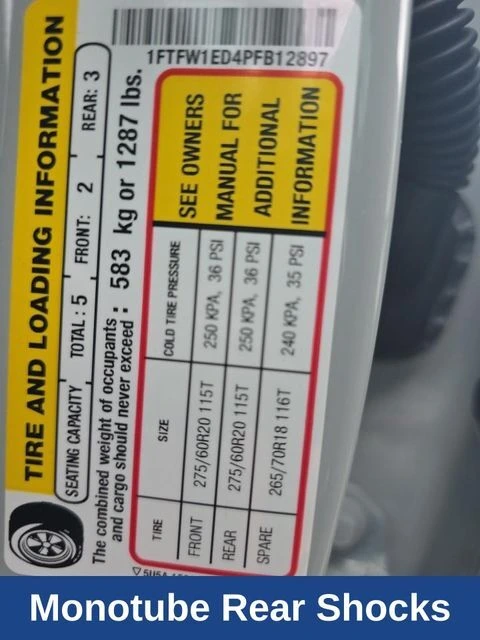 TIRE AND LOADING INFORMATION
SEATING CAPACITY TOTAL : 5 FRONT: 2 REAR: 3
The combined weight of occupants
and cargo should never exceed : 583 kg or 1287 lbs.
TIRE SIZE COLD TIRE PRESSURE
FRONT 275/60R20 115T 250 KPA, 36 PSI
REAR 275/60R20 115T 250 KPA, 36 PSI
SPARE 265/70R18 116T 240 KPA, 35 PSI
SEE OWNERS
MANUAL FOR
ADDITIONAL
INFORMATION
1FTFW1ED4PFB12897
Monotube Rear Shocks